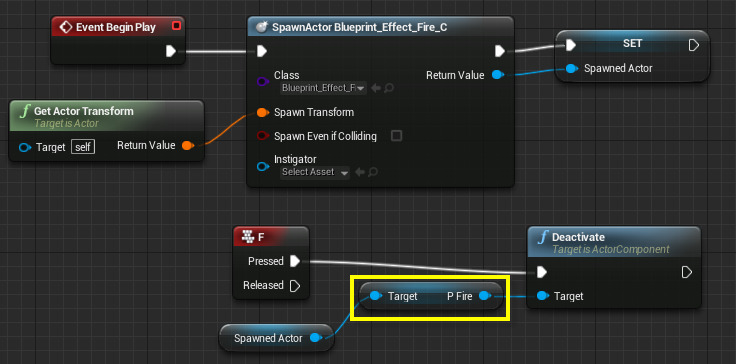 Event Begin Play
SpawnActor Blueprint_Effect_Fire_C
SET
Class
Blueprint_Effect_Fi
Return Value
Spawned Actor
Get Actor Transform
Target is Actor
Target self
Return Value
Spawn Transform
Spawn Even if Colliding
Instigator
Select Asset
F
Pressed
Released
Deactivate
Target is ActorComponent
Target
P Fire
Target
Spawned Actor